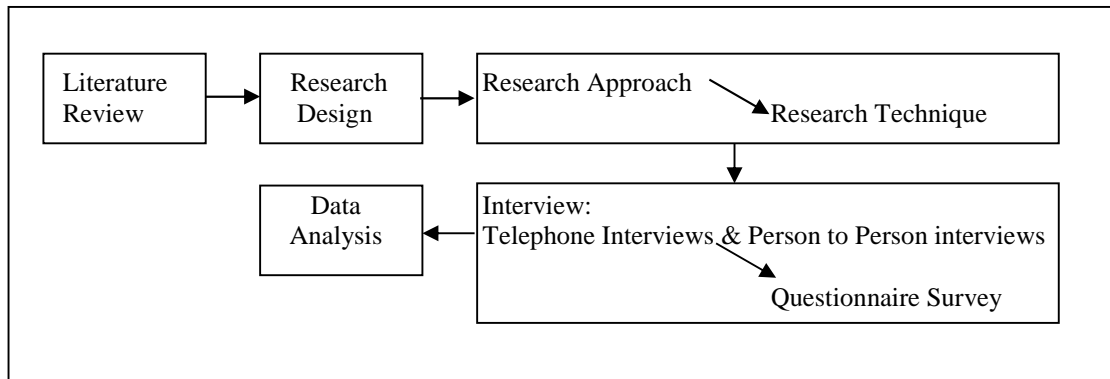 Literature
Review
Research
Design
Research Approach
Research Technique
Interview:
Telephone Interviews & Person to Person interviews
Questionnaire Survey
Data
Analysis